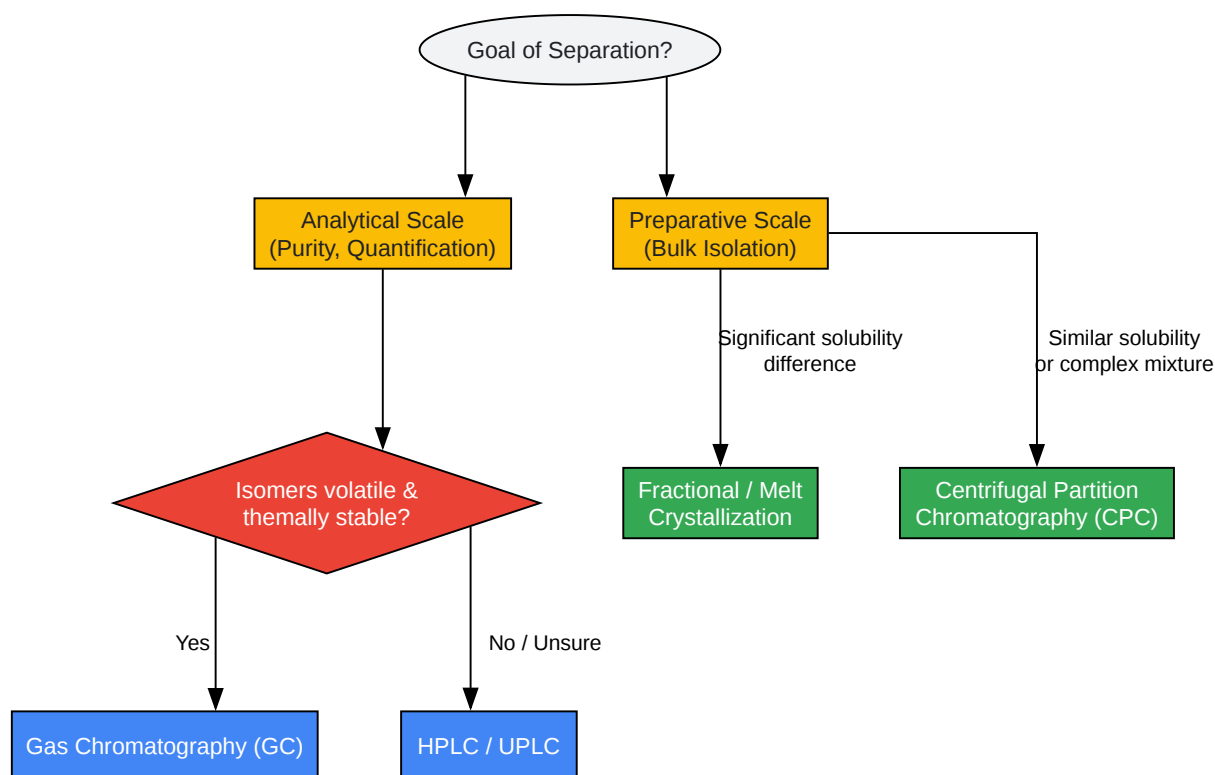 Goal of Separation?
Analytical Scale
(Purity, Quantification)
Preparative Scale
(Bulk Isolation)
Significant solubility
difference
Similar solubility
or complex mixture
Isomers volatile &
themally stable?
Fractional / Melt
Crystallization
Centrifugal Partition
Chromatography (CPC)
Yes
No / Unsure
Gas Chromatography (GC)
HPLC / UPLC